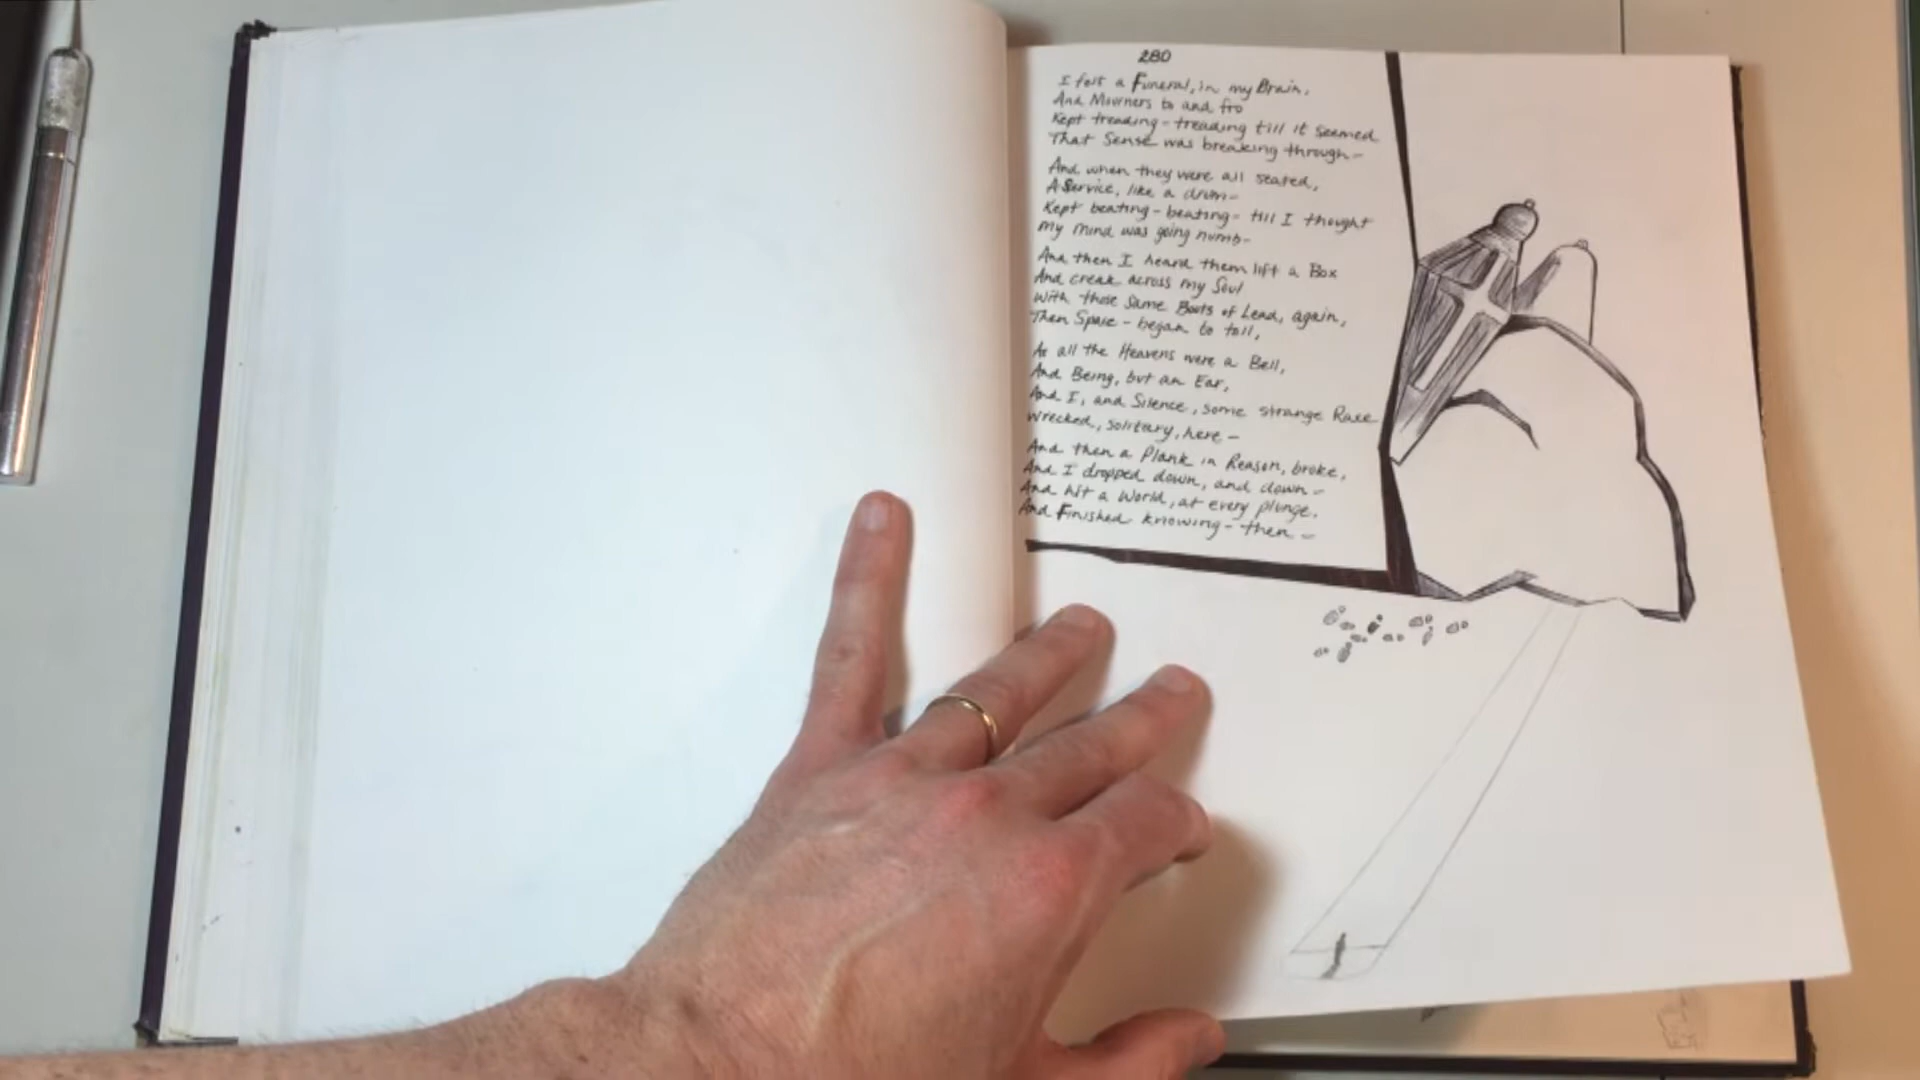 280
I felt a Funeral, in my Brain,
And Mourners to and fro
Kept treading - treading till it seemed
That Sense was breaking through -
And when they were all seated,
A Service, like a drum -
Kept beating - beating - till I thought
My mind was going numb -
And then I heard them lift a Box
And creak across my Soul
With those same Boots of Lead, again,
Then Space - began to toll,
As all the Heavens were a Bell,
And Being, but an Ear,
And I, and Silence, some strange Race
Wrecked, solitary, here -
And then a Plank in Reason, broke,
And I dropped down, and down -
And hit a World, at every plunge,
And Finished knowing - then -